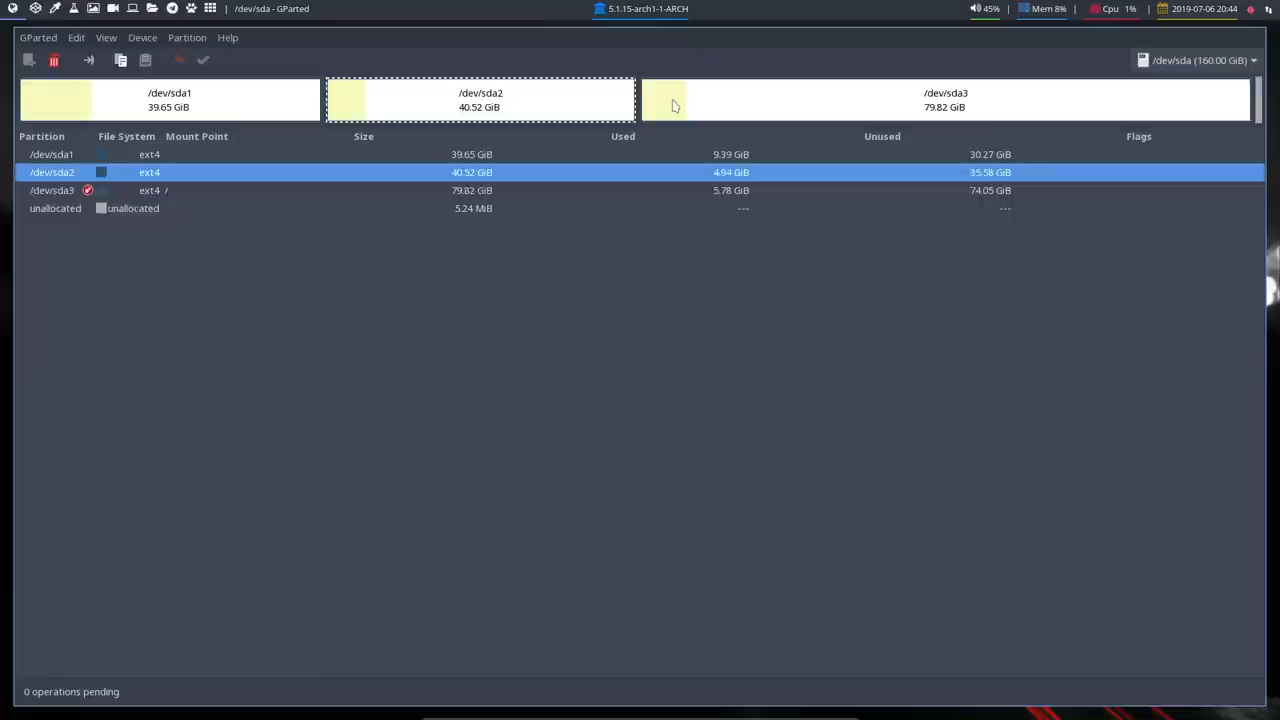 /dev/sda - GParted 5.1.15-arch1-1-ARCH 45% Mem 8% Cpu 1% 2019-07-06 20:44
GParted Edit View Device Partition Help
/dev/sda (160.00 GiB)
/dev/sda1 /dev/sda2 /dev/sda3
39.65 GiB 40.52 GiB 79.82 GiB
Partition File System Mount Point Size Used Unused Flags
/dev/sda1 ext4 39.65 GiB 9.39 GiB 30.27 GiB
/dev/sda2 ext4 40.52 GiB 4.94 GiB 35.58 GiB
/dev/sda3 ext4 / 79.82 GiB 5.78 GiB 74.05 GiB
unallocated unallocated 5.24 MiB --- ---
0 operations pending